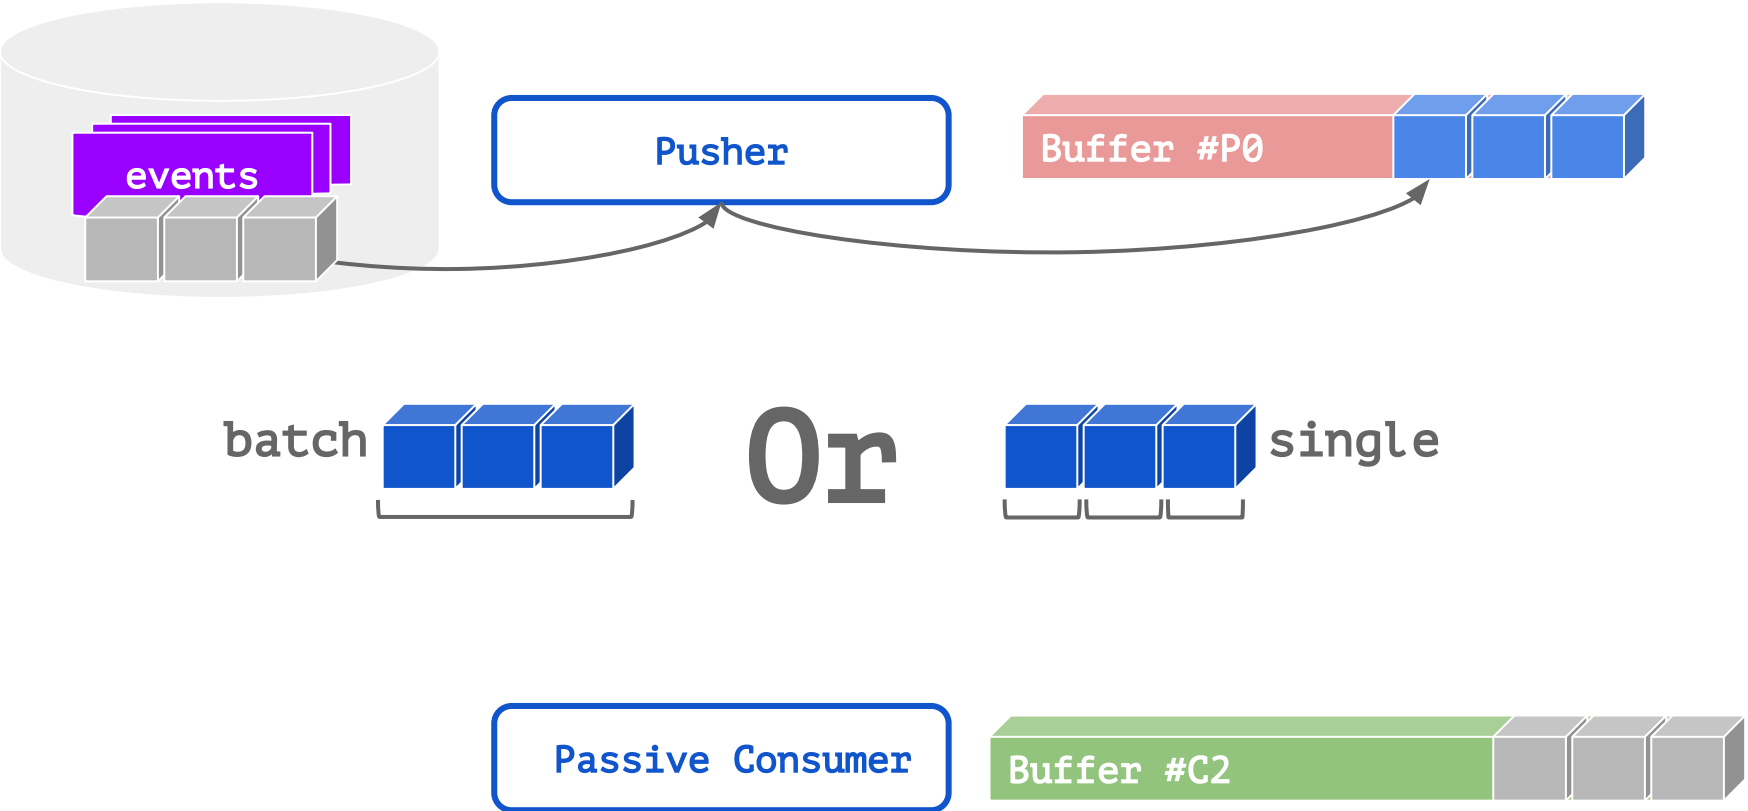 Pusher
Buffer #P0
events
batch
Or
single
Passive Consumer
Buffer #C2